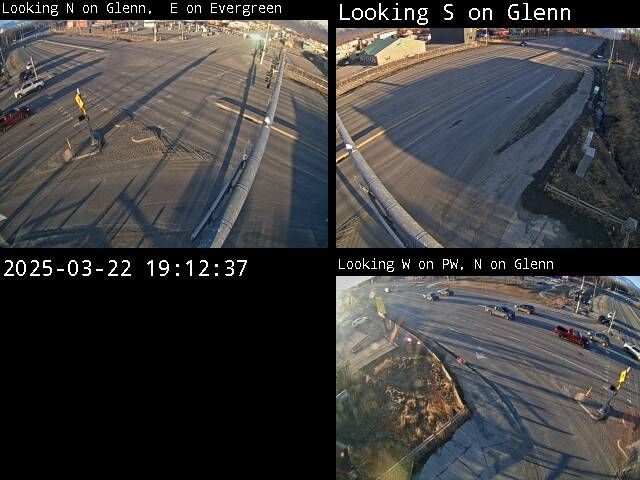 Looking N on Glenn,  E on Evergreen
Looking S on Glenn
2025-03-22 19:12:37
Looking W on PW, N on Glenn